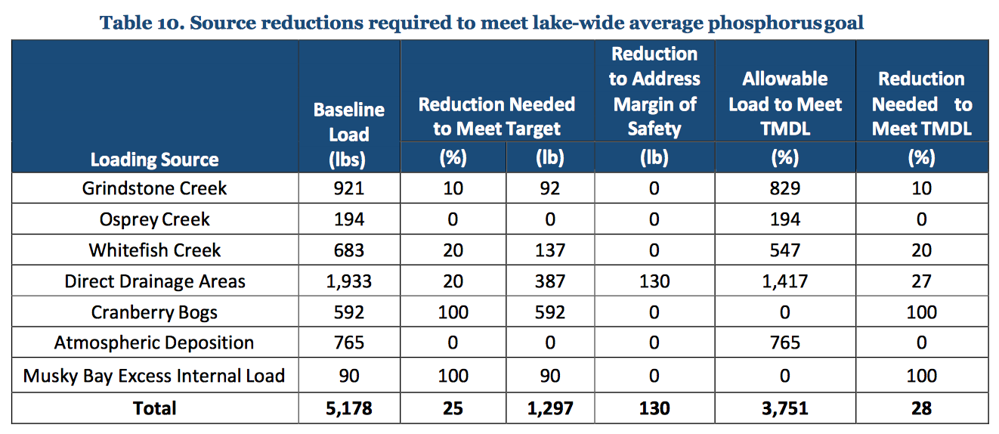 Table 10. Source reductions required to meet lake-wide average phosphorus goal
Loading Source Baseline Load (lbs) Reduction Needed to Meet Target Reduction to Address Margin of Safety Allowable Load to Meet TMDL Reduction Needed to Meet TMDL
(%) (lb) (lb) (%) (%)
Grindstone Creek 921 10 92 0 829 10
Osprey Creek 194 0 0 0 194 0
Whitefish Creek 683 20 137 0 547 20
Direct Drainage Areas 1,933 20 387 130 1,417 27
Cranberry Bogs 592 100 592 0 0 100
Atmospheric Deposition 765 0 0 0 765 0
Musky Bay Excess Internal Load 90 100 90 0 0 100
Total 5,178 25 1,297 130 3,751 28